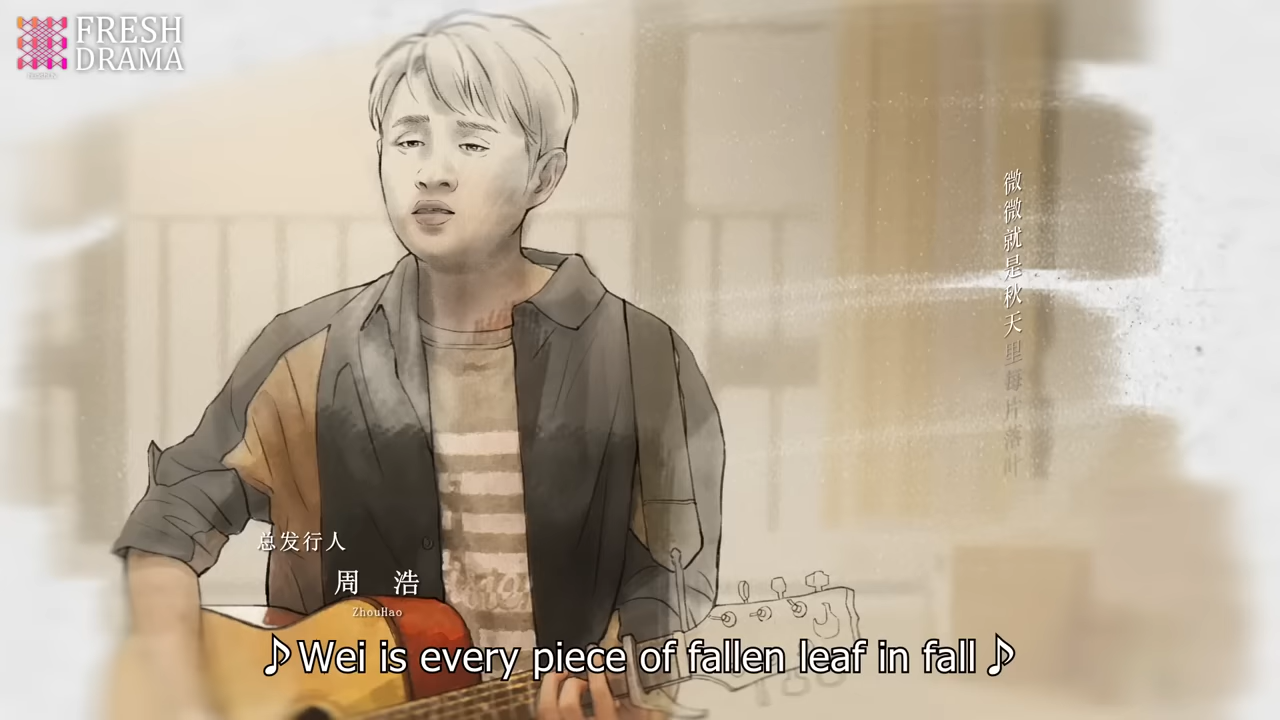 FRESH
DRAMA
微微就是秋天里每片落叶
总发行人
周 浩
ZhouHao
♪Wei is every piece of fallen leaf in fall♪